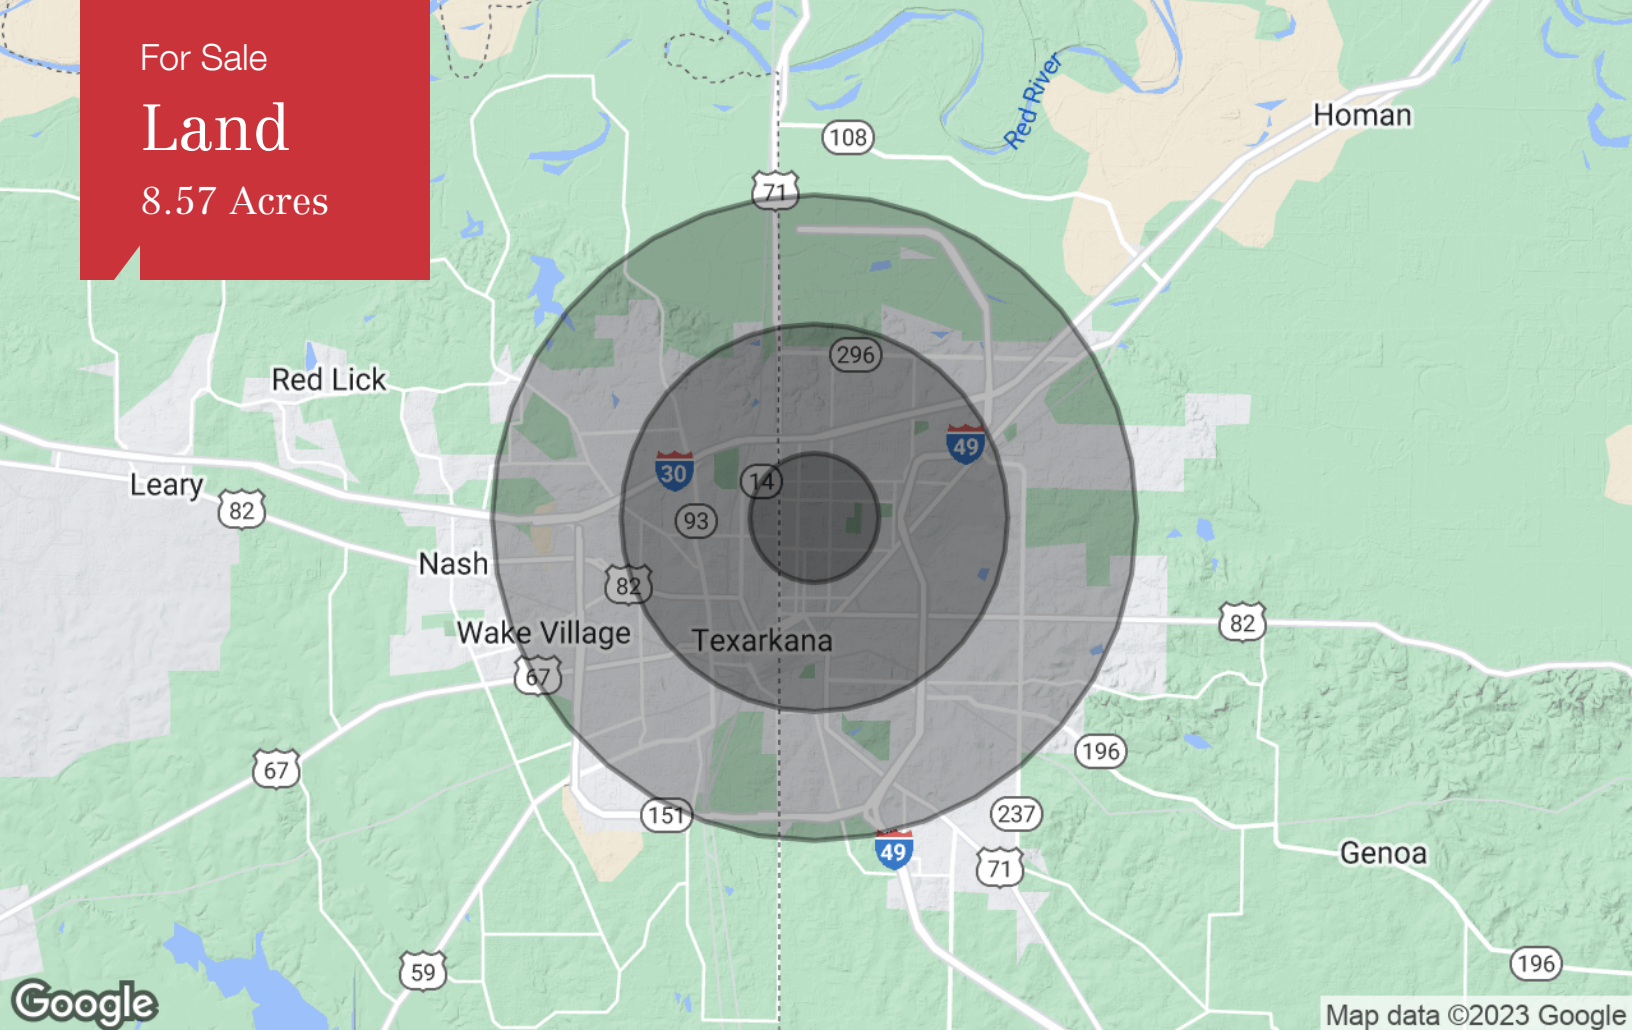 For Sale
Land
8.57 Acres
Red River
Homan
108
71
296
Red Lick
49
30
14
Leary
82
93
Nash
82
82
Wake Village
Texarkana
67
67
196
151
237
49
71
Genoa
59
196
Google
Map data ©2023 Google